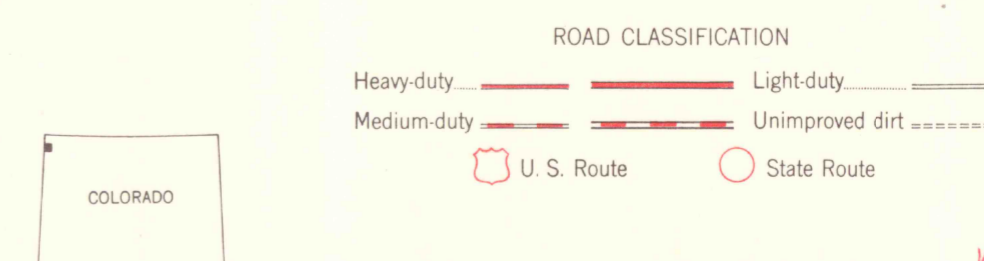 ROAD CLASSIFICATION
Heavy-duty Light-duty
Medium-duty Unimproved dirt
U. S. Route State Route
COLORADO